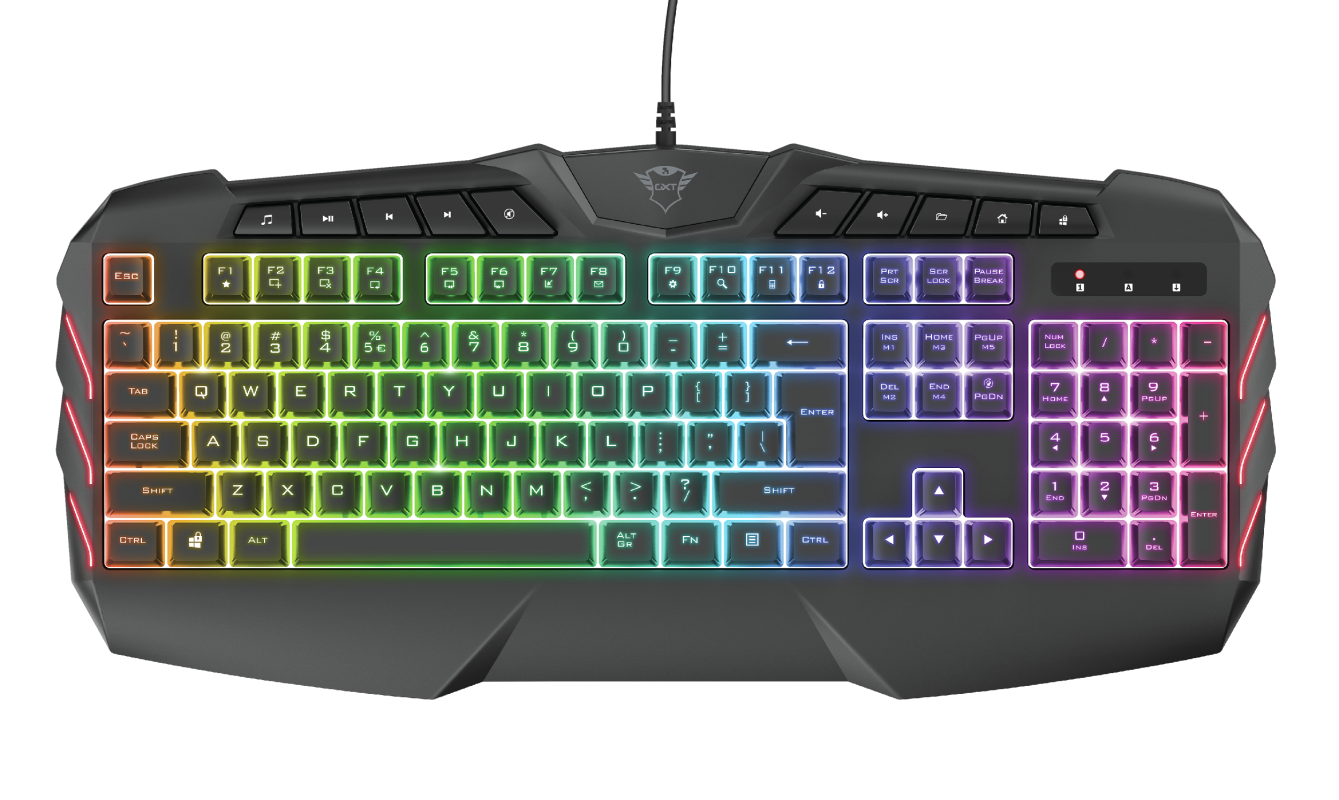 GXT
Esc F1 F2 F3 F4 F5 F6 F7 F8 F9 F10 F11 F12 Prt Scr Scr Lock Pause Break
1 A
~ ` ! 1 @ 2 # 3 $ 4 % 5 € ^ 6 & 7 * 8 ( 9 ) 0 _ - + = ← Ins M1 Home M3 PgUp M5 Num Lock / * -
Tab Q W E R T Y U I O P { [ } ] Enter Del M2 End M4 PgDn 7 Home 8 ▲ 9 PgUp +
Caps Lock A S D F G H J K L : ; " ' | \ 4 ◄ 5 6 ►
Shift Z X C V B N M < , > . ? / Shift ▲ 1 End 2 ▼ 3 PgDn Enter
Ctrl Alt Alt Gr Fn Ctrl ◄ ▼ ► 0 Ins . Del